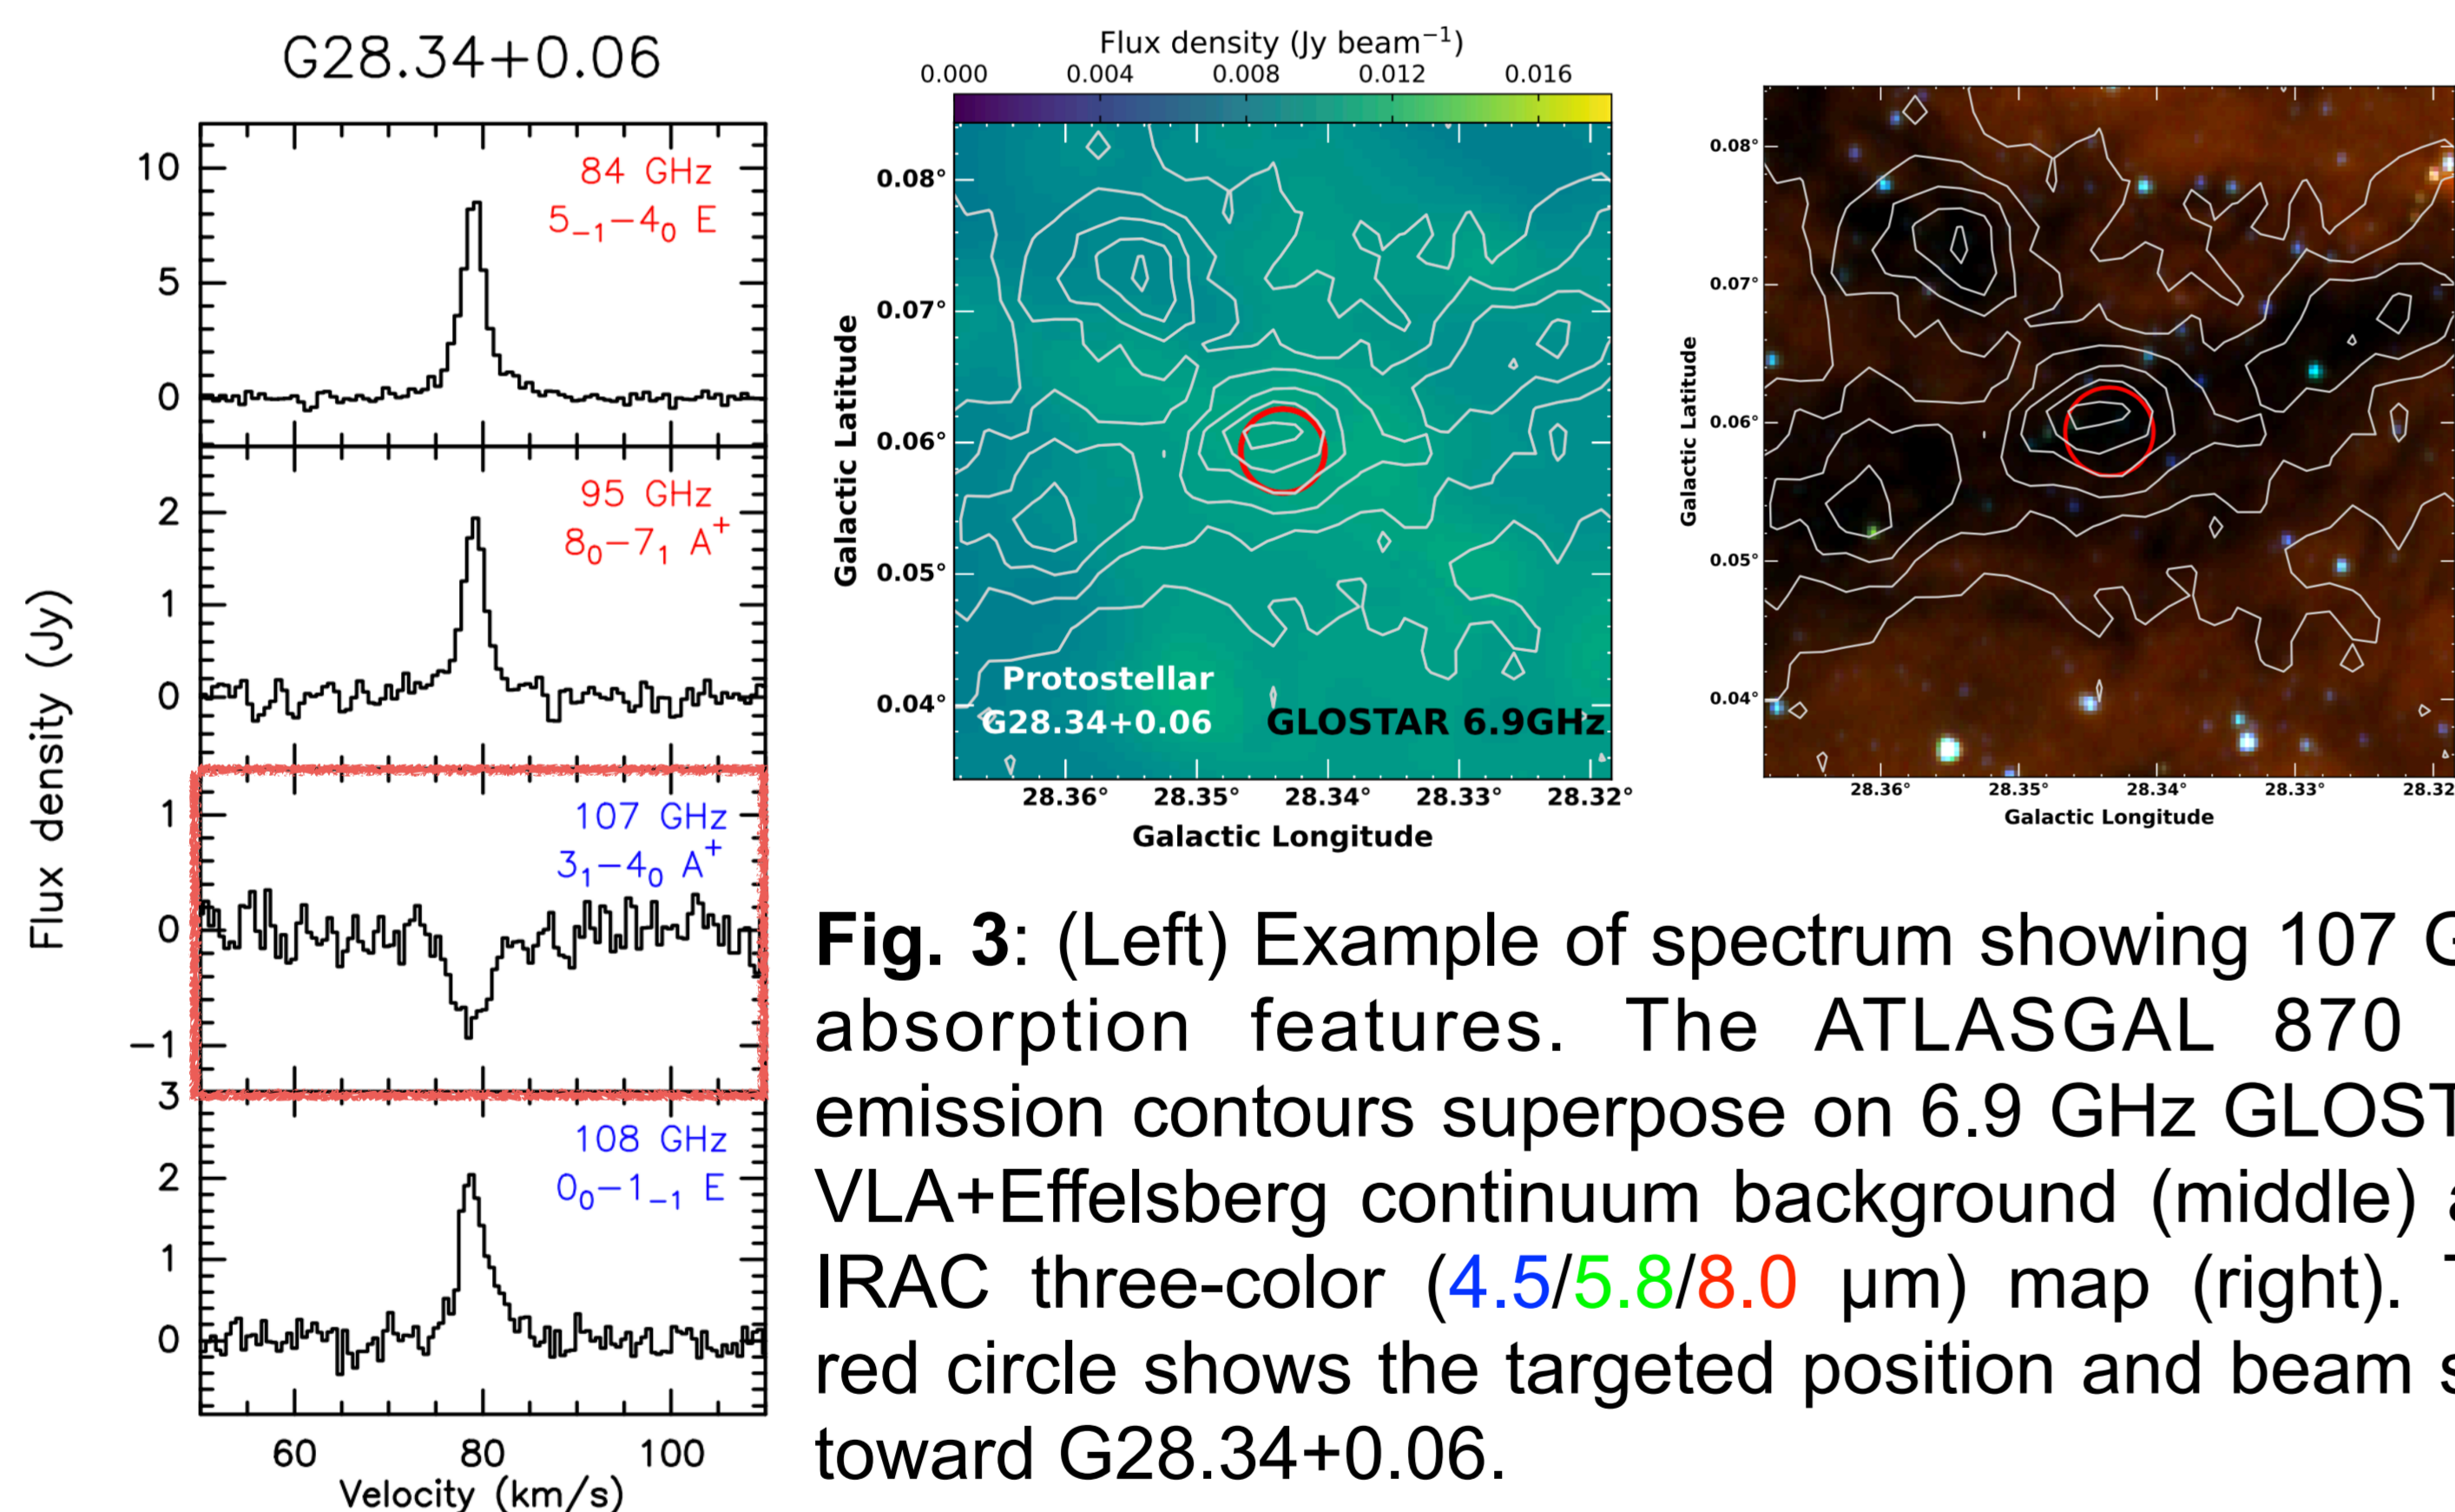 G28.34+0.06
Flux density (Jy)
10
5
0
84 GHz
5₋₁−4₀ E
2
1
0
95 GHz
8₀−7₁ A⁺
1
0
−1
107 GHz
3₁−4₀ A⁺
3
2
1
0
108 GHz
0₀−1₋₁ E
60 80 100
Velocity (km/s)
Flux density (Jy beam⁻¹)
0.000 0.004 0.008 0.012 0.016
Galactic Latitude
0.08°
0.07°
0.06°
0.05°
0.04°
Protostellar
G28.34+0.06 GLOSTAR 6.9GHz
28.36° 28.35° 28.34° 28.33° 28.32°
Galactic Longitude
Galactic Latitude
0.08°
0.07°
0.06°
0.05°
0.04°
28.36° 28.35° 28.34° 28.33° 28.32
Galactic Longitude
Fig. 3: (Left) Example of spectrum showing 107
absorption features. The ATLASGAL 870
emission contours superpose on 6.9 GHz
VLA+Effelsberg continuum background (middle)
IRAC three-color (4.5/5.8/8.0 μm) map (right).
red circle shows the targeted position and beam
toward G28.34+0.06.